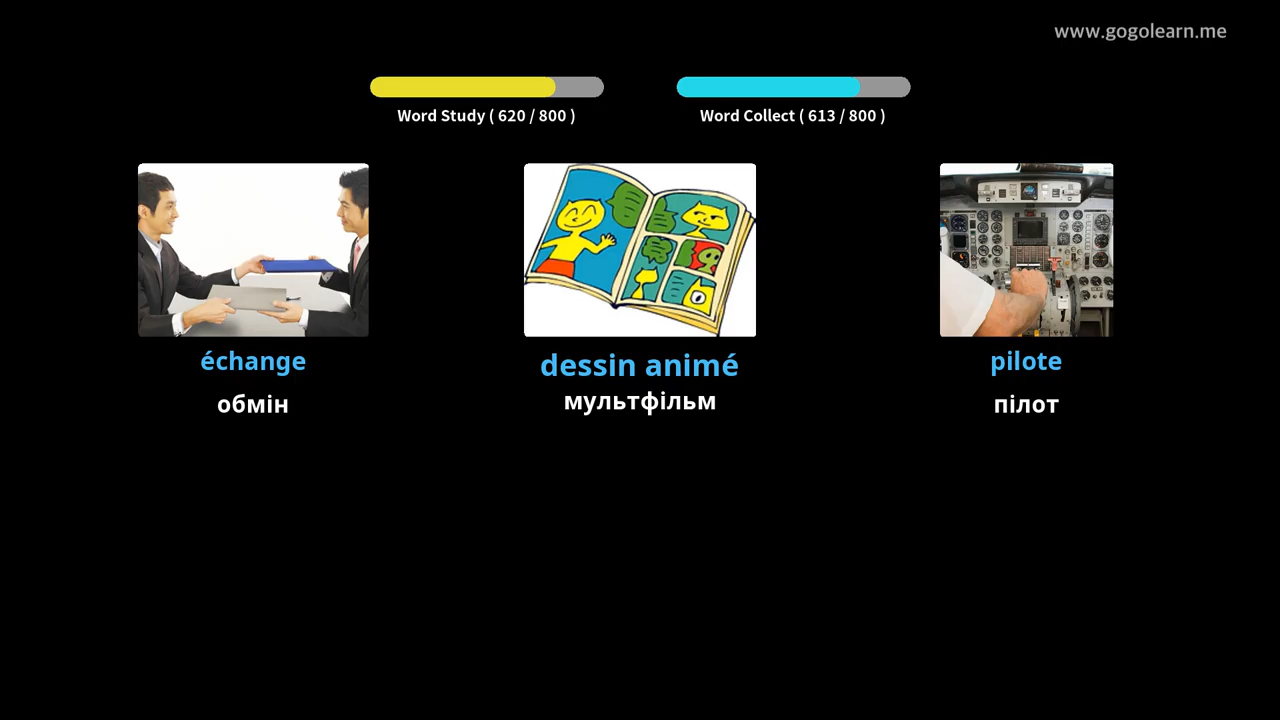 www.gogolearn.me
Word Study ( 620 / 800 )
Word Collect ( 613 / 800 )
échange
dessin animé
pilote
обмін
мультфільм
пілот